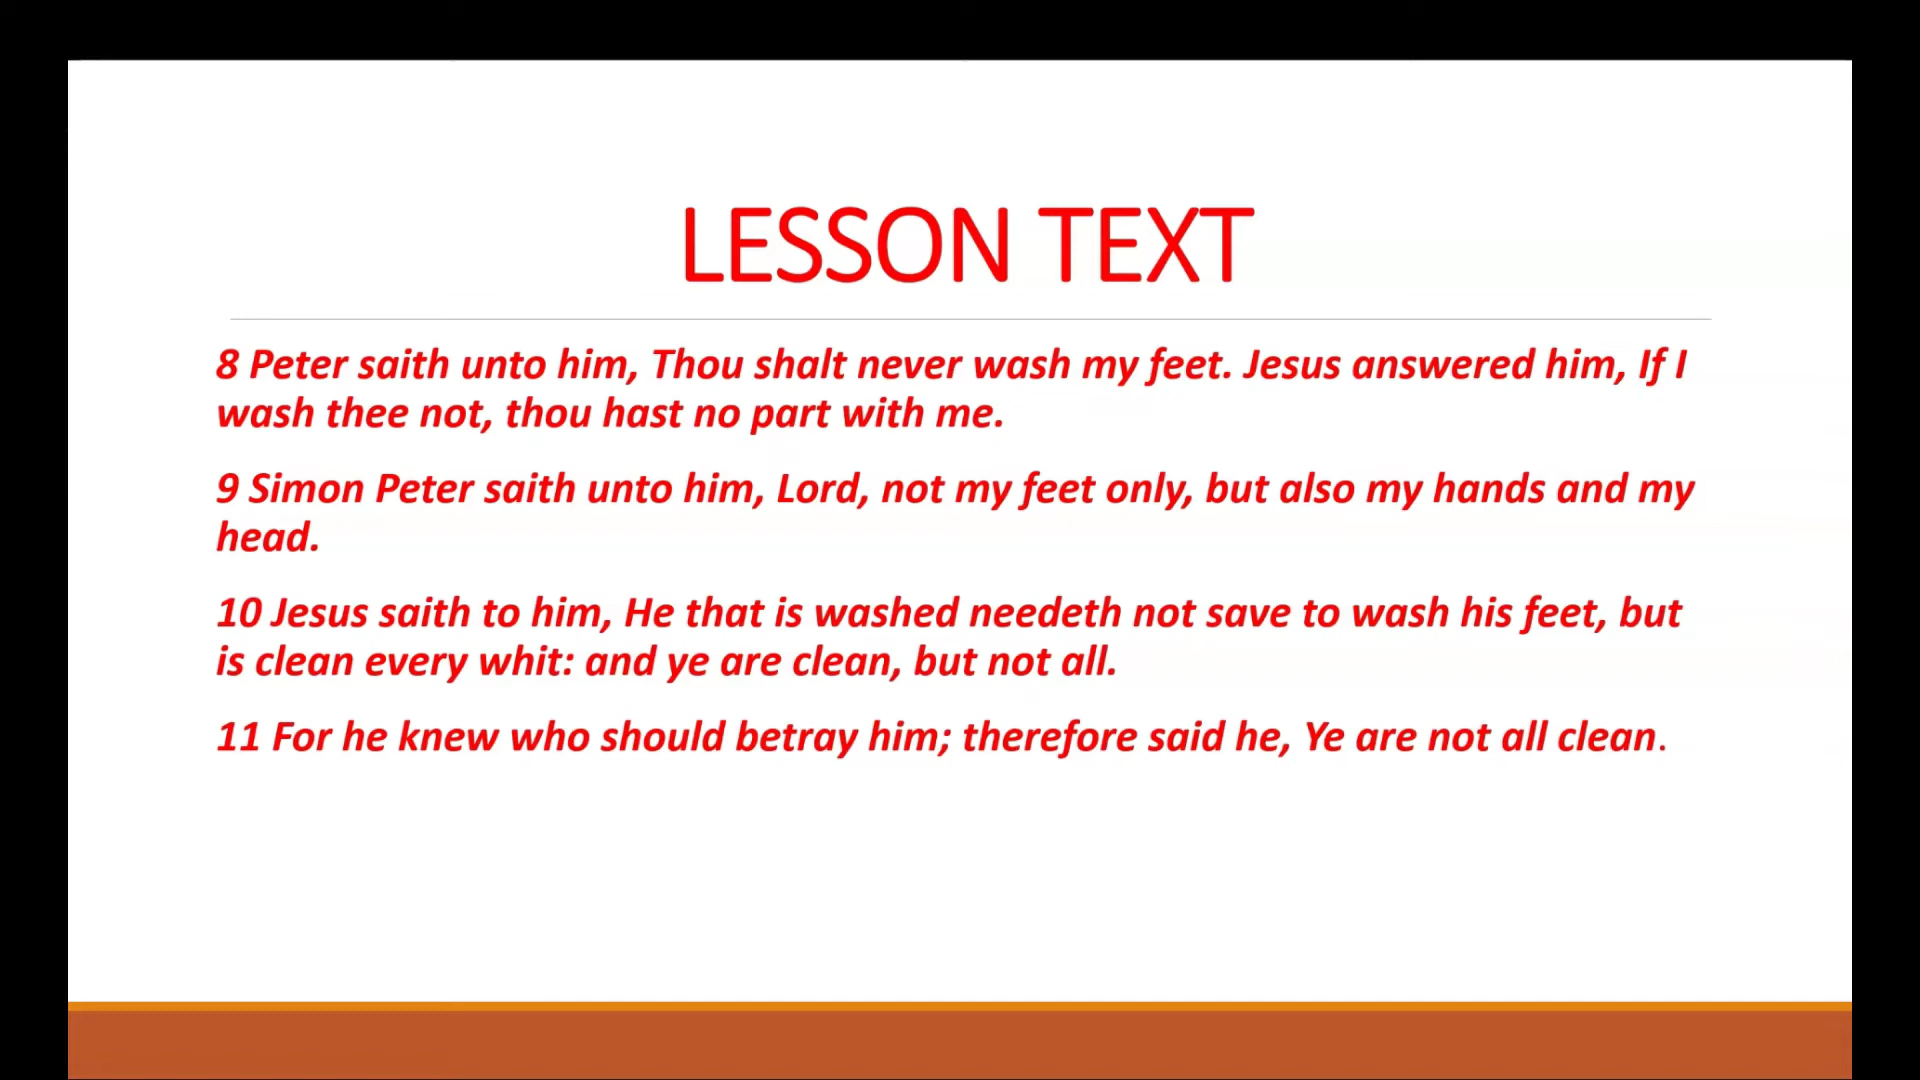 LESSON TEXT
8 Peter saith unto him, Thou shalt never wash my feet. Jesus answered him, If I
wash thee not, thou hast no part with me.
9 Simon Peter saith unto him, Lord, not my feet only, but also my hands and my
head.
10 Jesus saith to him, He that is washed needeth not save to wash his feet, but
is clean every whit: and ye are clean, but not all.
11 For he knew who should betray him; therefore said he, Ye are not all clean.